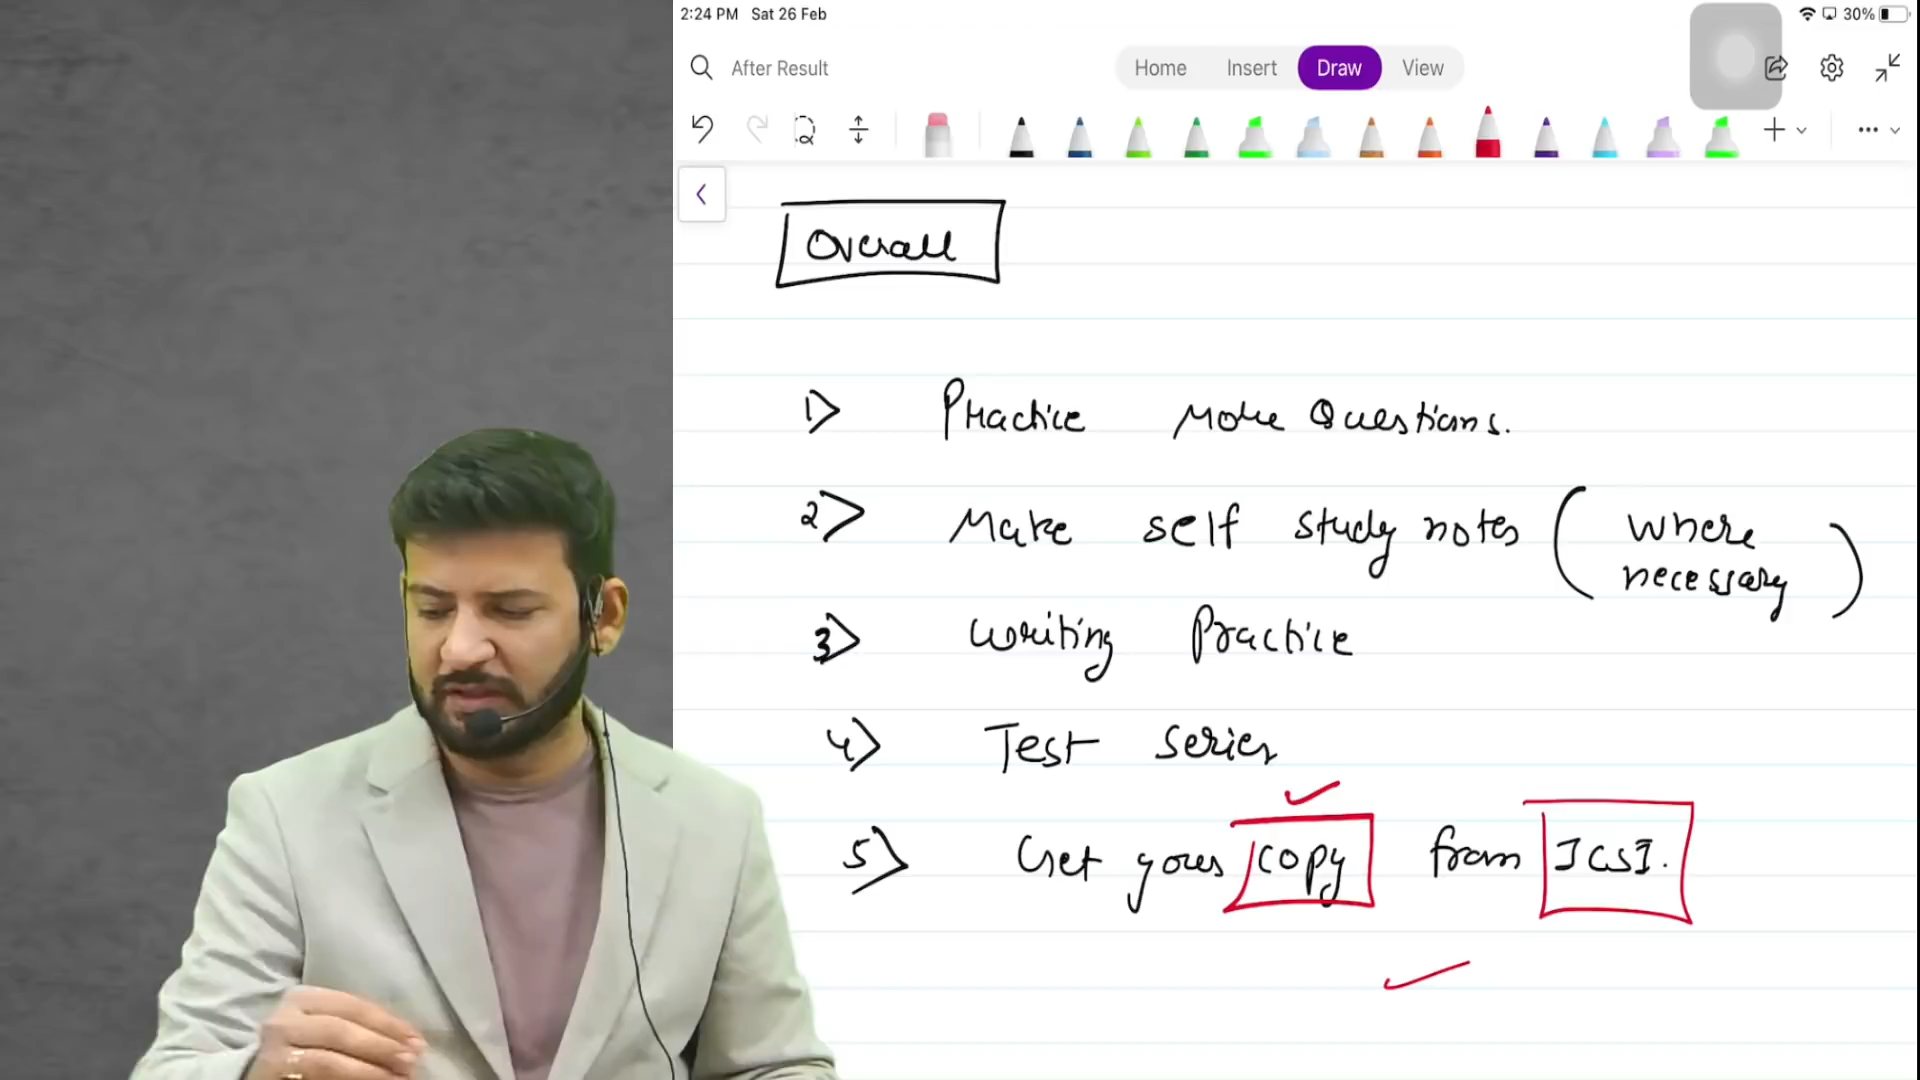 2:24 PM Sat 26 Feb 30%
After Result Home Insert Draw View
Overall
1> Practice More Questions.
2> Make self study notes (where necessary)
3> Writing Practice
4> Test Series
5> Get your copy from ICSI.